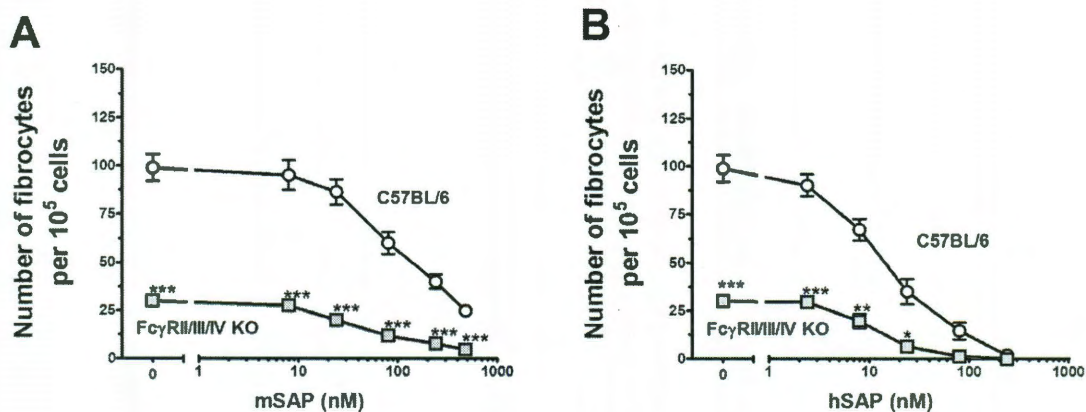 A
Number of fibrocytes
per 10⁵ cells
150
125
100
75
50
25
0
C57BL/6
***
***
***
***
***
***
FcγRII/III/IV KO
0
1
10
100
1000
mSAP (nM)
B
Number of fibrocytes
per 10⁵ cells
150
125
100
75
50
25
0
C57BL/6
***
***
**
*
FcγRII/III/IV KO
0
1
10
100
1000
hSAP (nM)